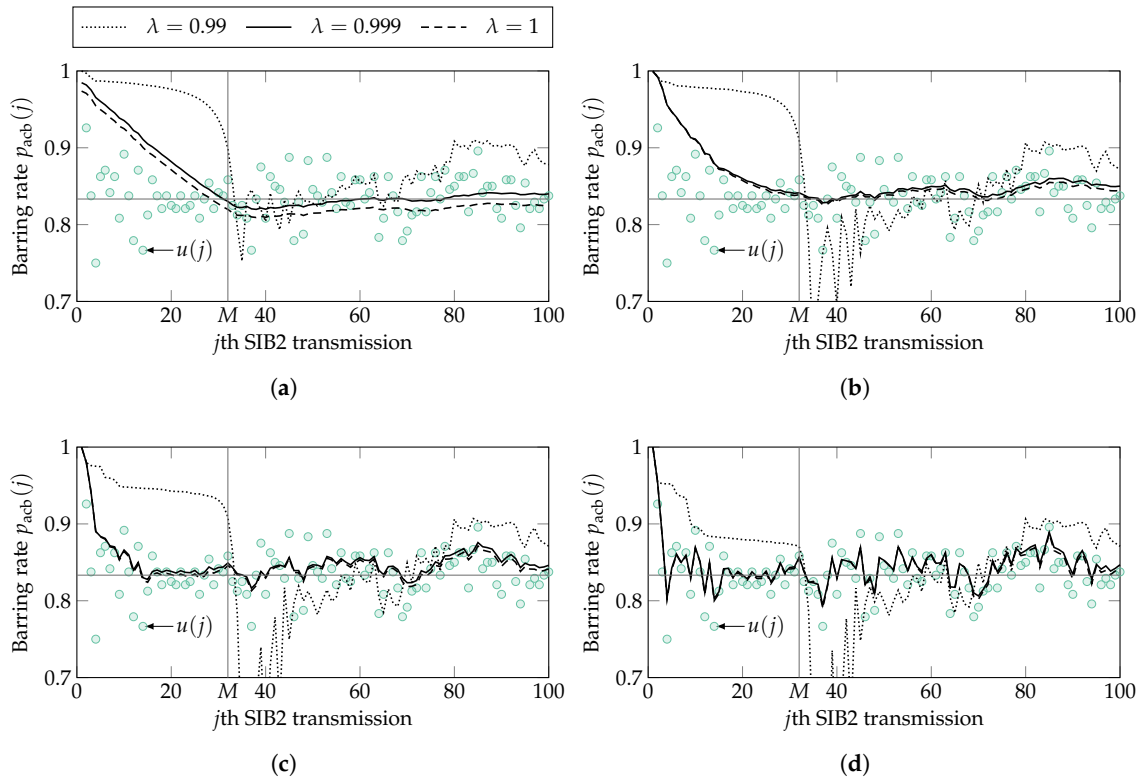 λ = 0.99 λ = 0.999 λ = 1
1
0.9
0.8
0.7
Barring rate p_acb(j)
u(j)
0 20 M 40 60 80 100
jth SIB2 transmission
(a)
1
0.9
0.8
0.7
Barring rate p_acb(j)
u(j)
0 20 M 40 60 80 100
jth SIB2 transmission
(b)
1
0.9
0.8
0.7
Barring rate p_acb(j)
u(j)
0 20 M 40 60 80 100
jth SIB2 transmission
(c)
1
0.9
0.8
0.7
Barring rate p_acb(j)
u(j)
0 20 M 40 60 80 100
jth SIB2 transmission
(d)